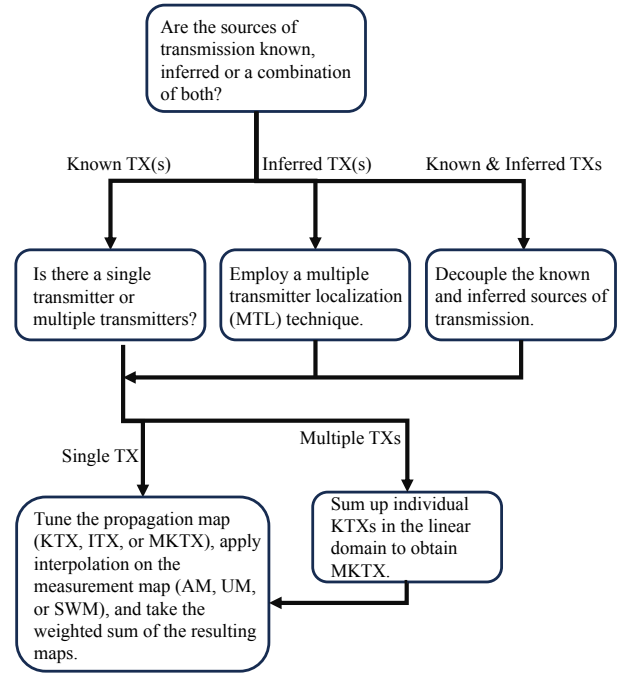 Are the sources of
transmission known,
inferred or a combination
of both?
Known TX(s)
Inferred TX(s)
Known & Inferred TXs
Is there a single
transmitter or
multiple transmitters?
Employ a multiple
transmitter localization
(MTL) technique.
Decouple the known
and inferred sources of
transmission.
Single TX
Multiple TXs
Tune the propagation map
(KTX, ITX, or MKTX), apply
interpolation on the
measurement map (AM, UM,
or SWM), and take the
weighted sum of the resulting
maps.
Sum up individual
KTXs in the linear
domain to obtain
MKTX.